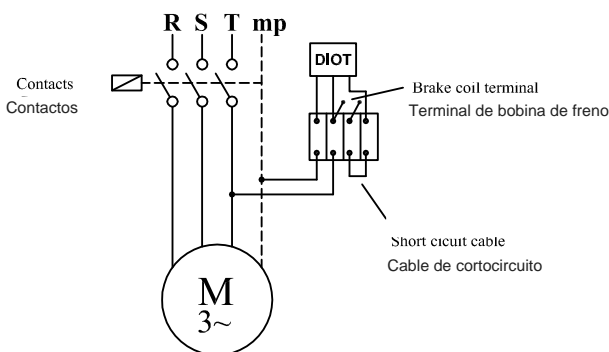 R S T mp
DIOT
Contacts
Contactos
Brake coil terminal
Terminal de bobina de freno
Short cicuit cable
Cable de cortocircuito
M
3~